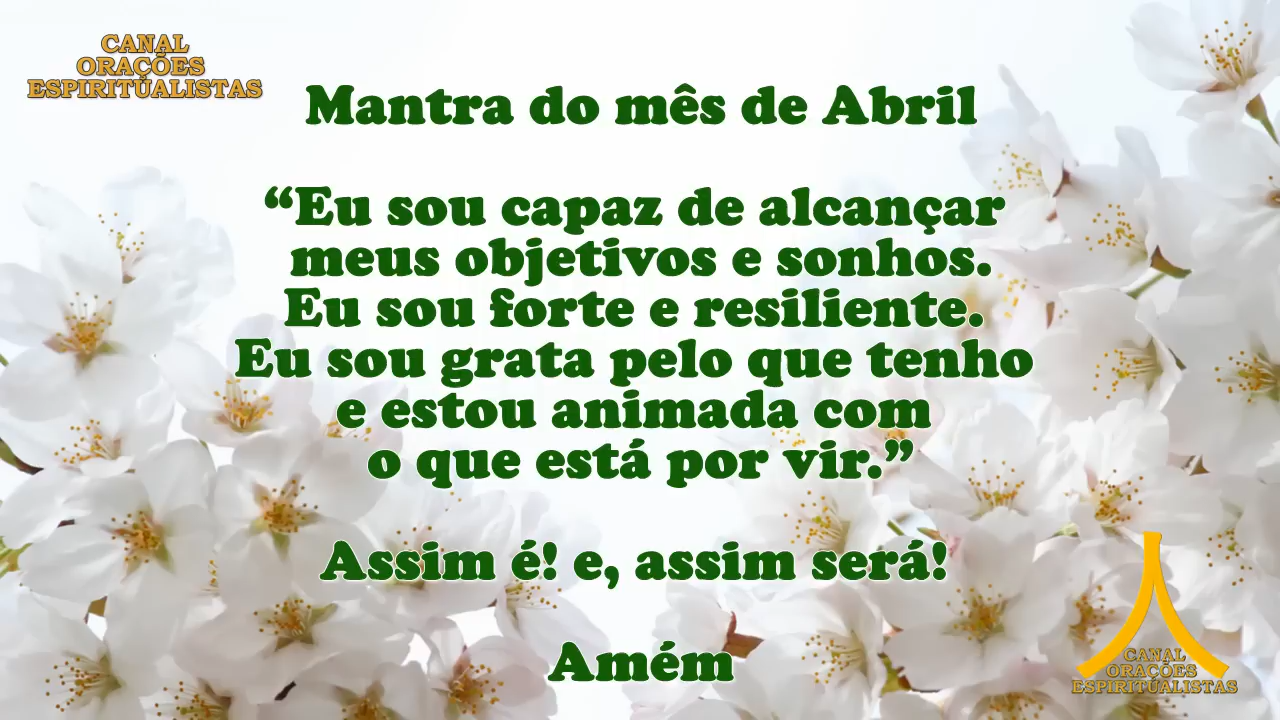 CANAL
ORAÇÕES
ESPIRITUALISTAS
Mantra do mês de Abril
“Eu sou capaz de alcançar
meus objetivos e sonhos.
Eu sou forte e resiliente.
Eu sou grata pelo que tenho
e estou animada com
o que está por vir.”
Assim é! e, assim será!
Amém
CANAL
ORAÇÕES
ESPIRITUALISTAS